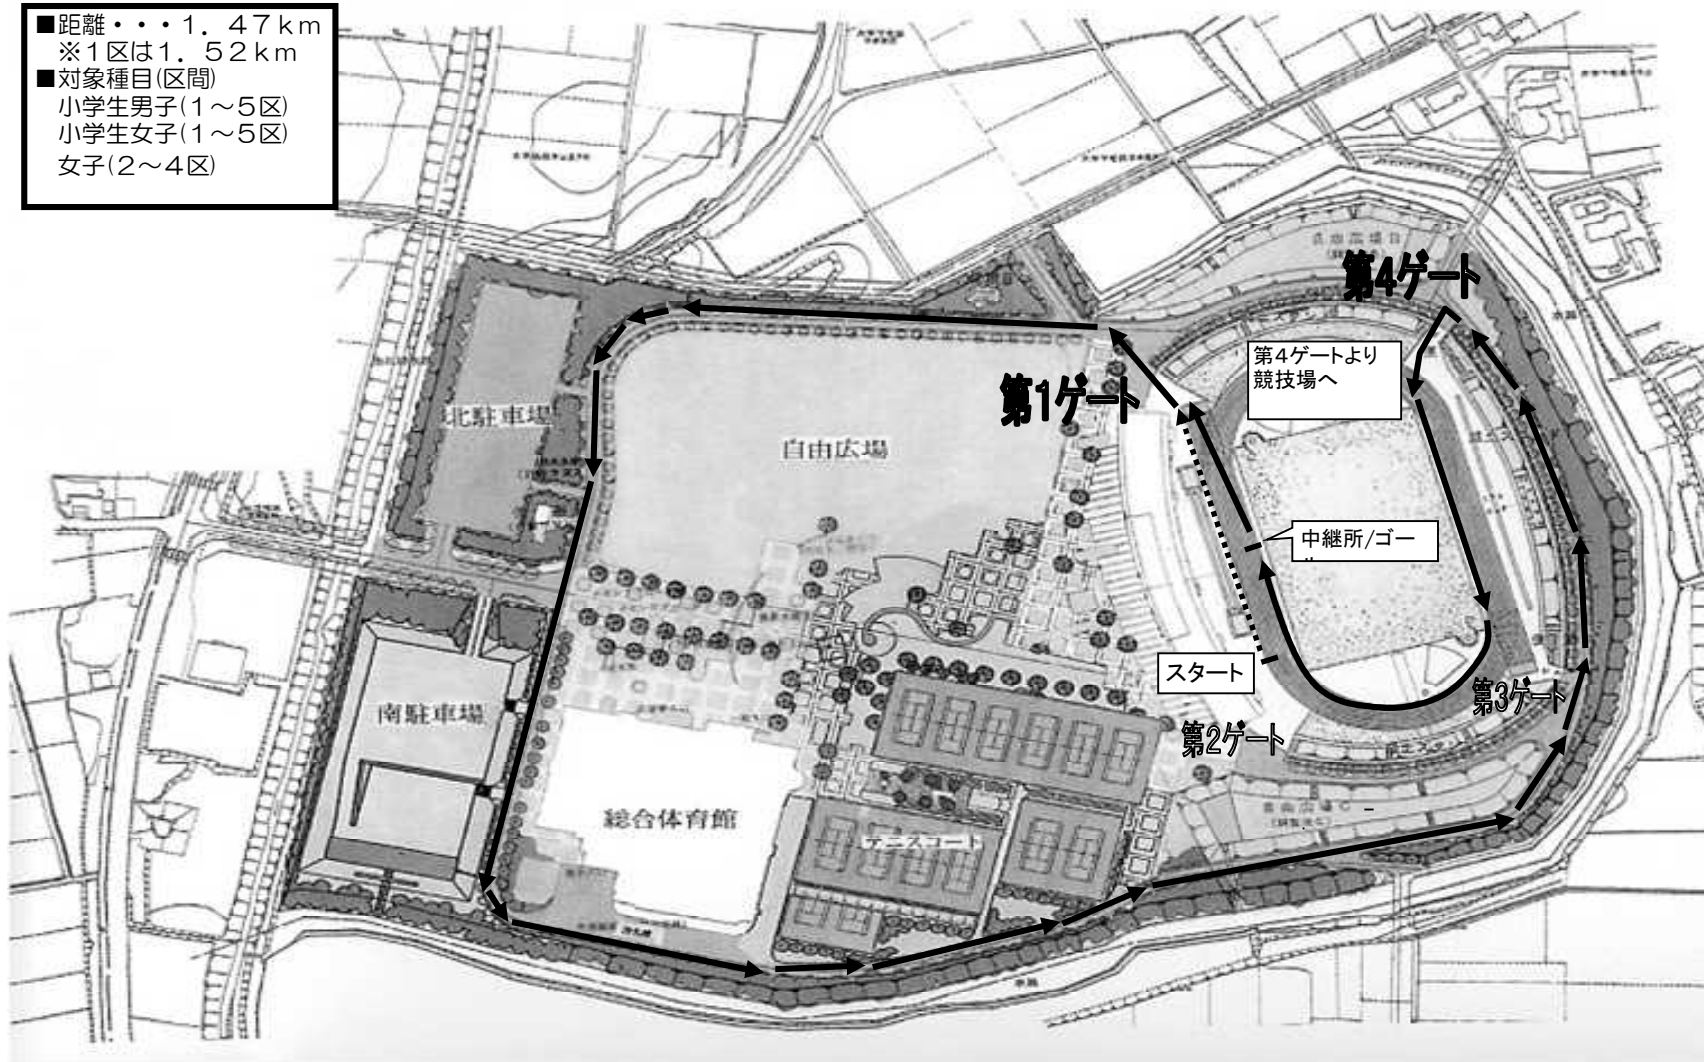 ■距離・・・1．47km
※1区は1．52km
■対象種目(区間)
小学生男子(1～5区)
小学生女子(1～5区)
女子(2～4区)
第4ゲート
第4ゲートより
競技場へ
第1ゲート
北駐車場
自由広場
中継所/ゴー
スタート
第3ゲート
南駐車場
第2ゲート
総合体育館
テニスコート